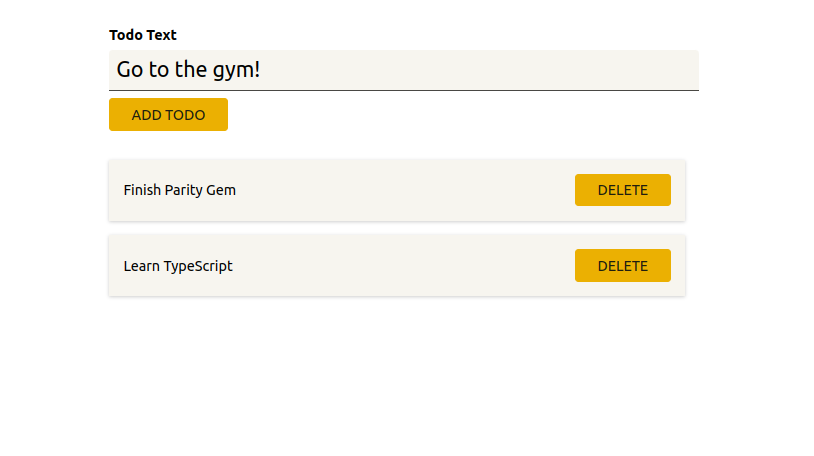 Todo Text
Go to the gym!
ADD TODO
Finish Parity Gem
DELETE
Learn TypeScript
DELETE